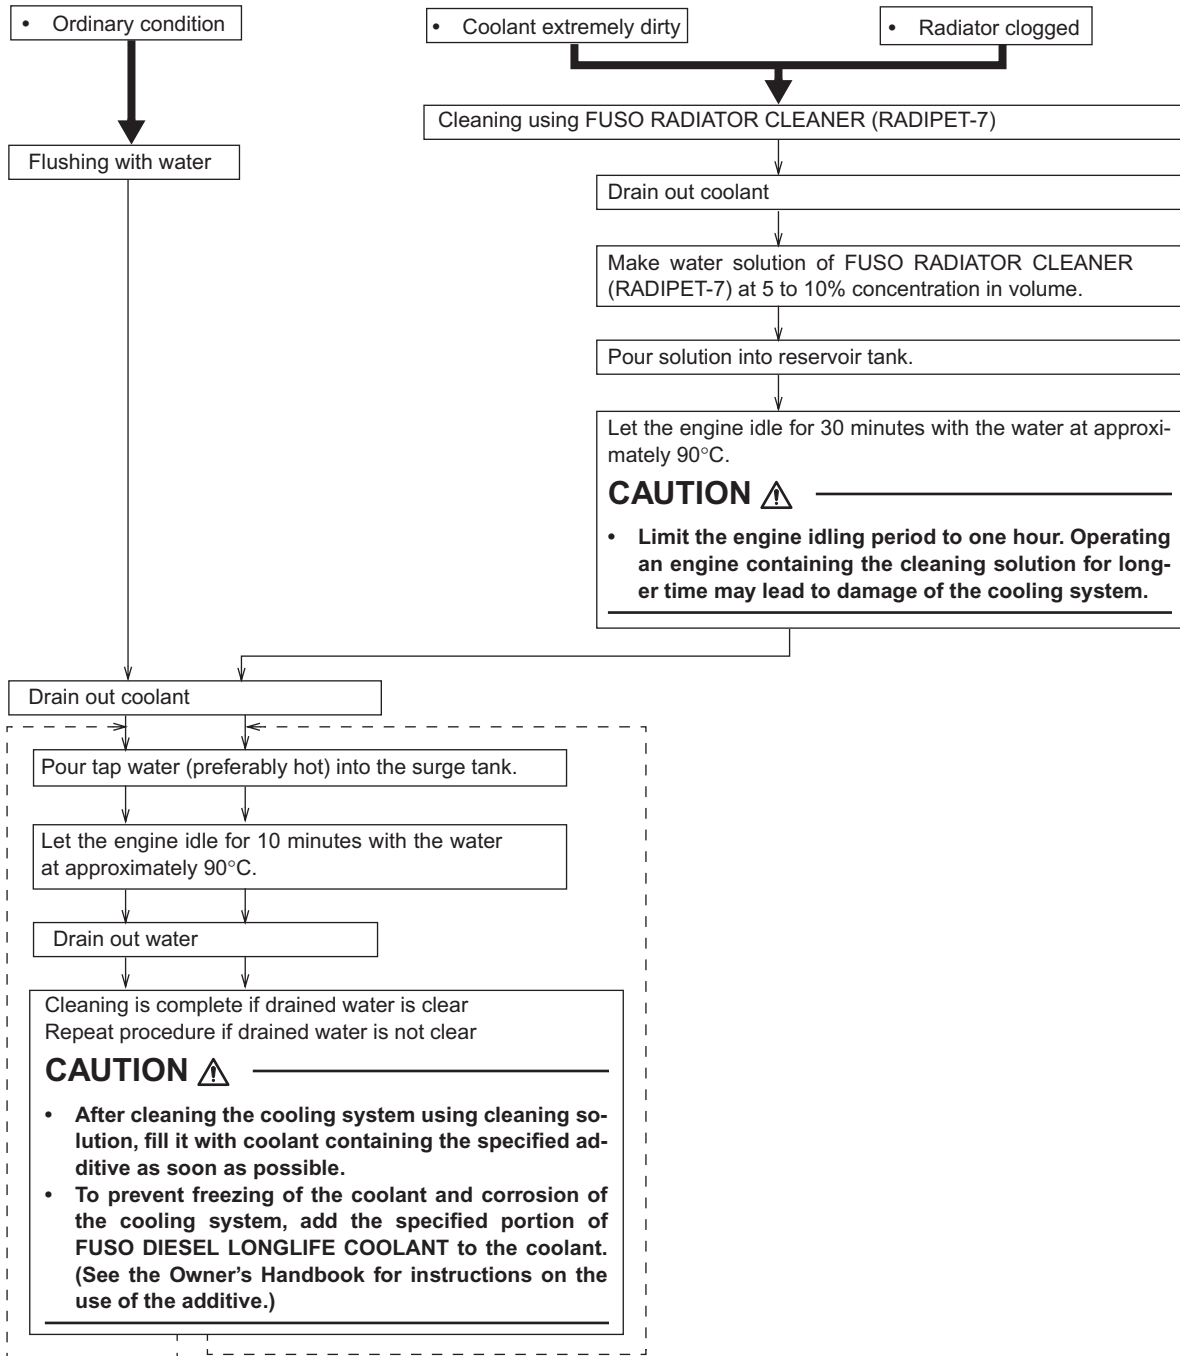 • Ordinary condition
• Coolant extremely dirty
• Radiator clogged
Cleaning using FUSO RADIATOR CLEANER (RADIPET-7)
Flushing with water
Drain out coolant
Make water solution of FUSO RADIATOR CLEANER
(RADIPET-7) at 5 to 10% concentration in volume.
Pour solution into reservoir tank.
Let the engine idle for 30 minutes with the water at approxi-
mately 90°C.
CAUTION ⚠
• Limit the engine idling period to one hour. Operating
an engine containing the cleaning solution for long-
er time may lead to damage of the cooling system.
Drain out coolant
Pour tap water (preferably hot) into the surge tank.
Let the engine idle for 10 minutes with the water
at approximately 90°C.
Drain out water
Cleaning is complete if drained water is clear
Repeat procedure if drained water is not clear
CAUTION ⚠
• After cleaning the cooling system using cleaning so-
lution, fill it with coolant containing the specified ad-
ditive as soon as possible.
• To prevent freezing of the coolant and corrosion of
the cooling system, add the specified portion of
FUSO DIESEL LONGLIFE COOLANT to the coolant.
(See the Owner's Handbook for instructions on the
use of the additive.)